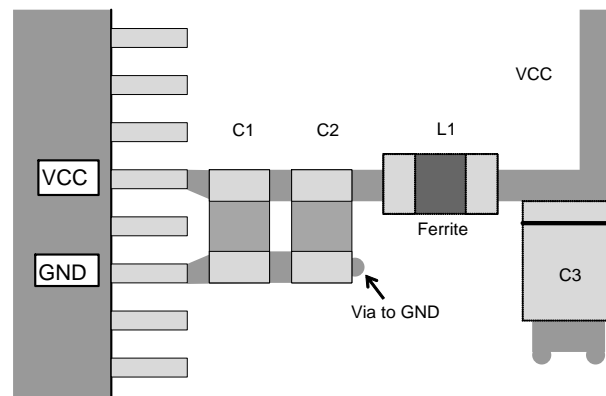 VCC
C1
C2
L1
VCC
Ferrite
GND
C3
Via to GND